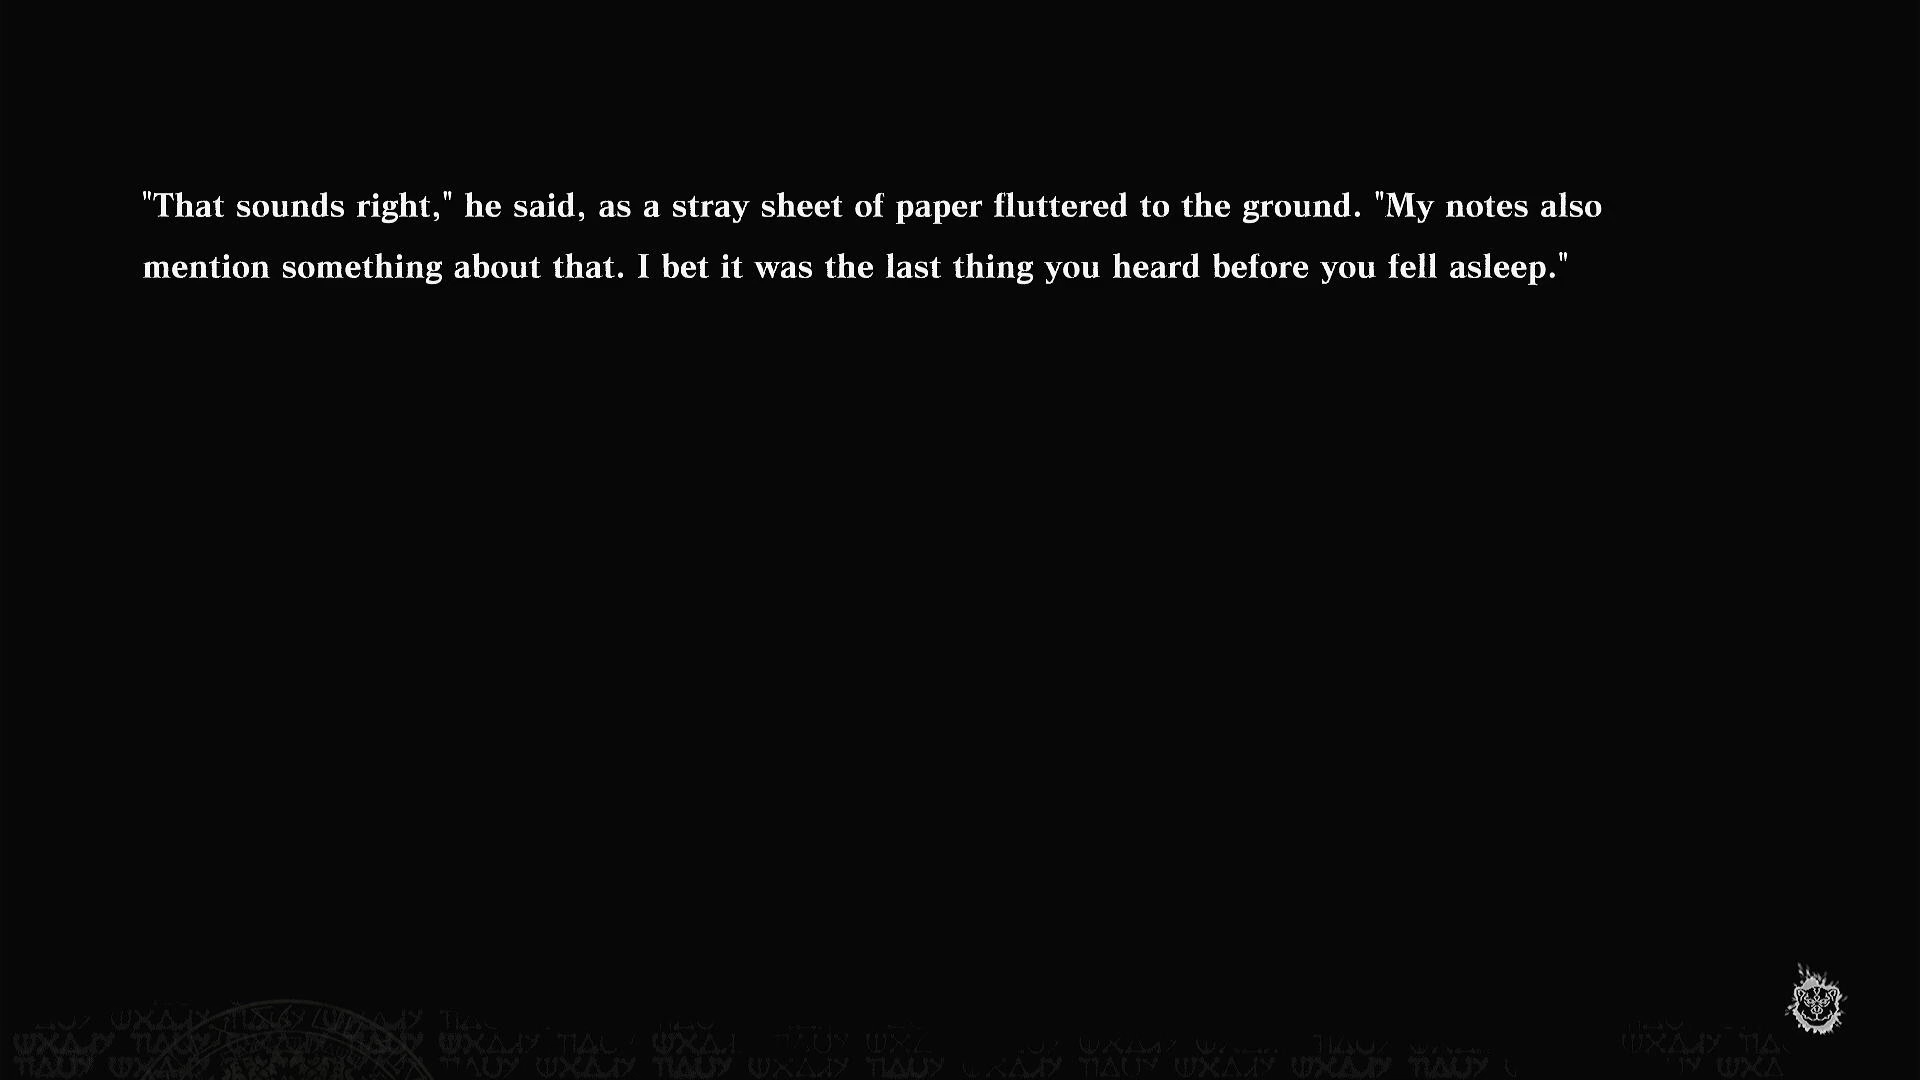 "That sounds right," he said, as a stray sheet of paper fluttered to the ground. "My notes also
mention something about that. I bet it was the last thing you heard before you fell asleep."